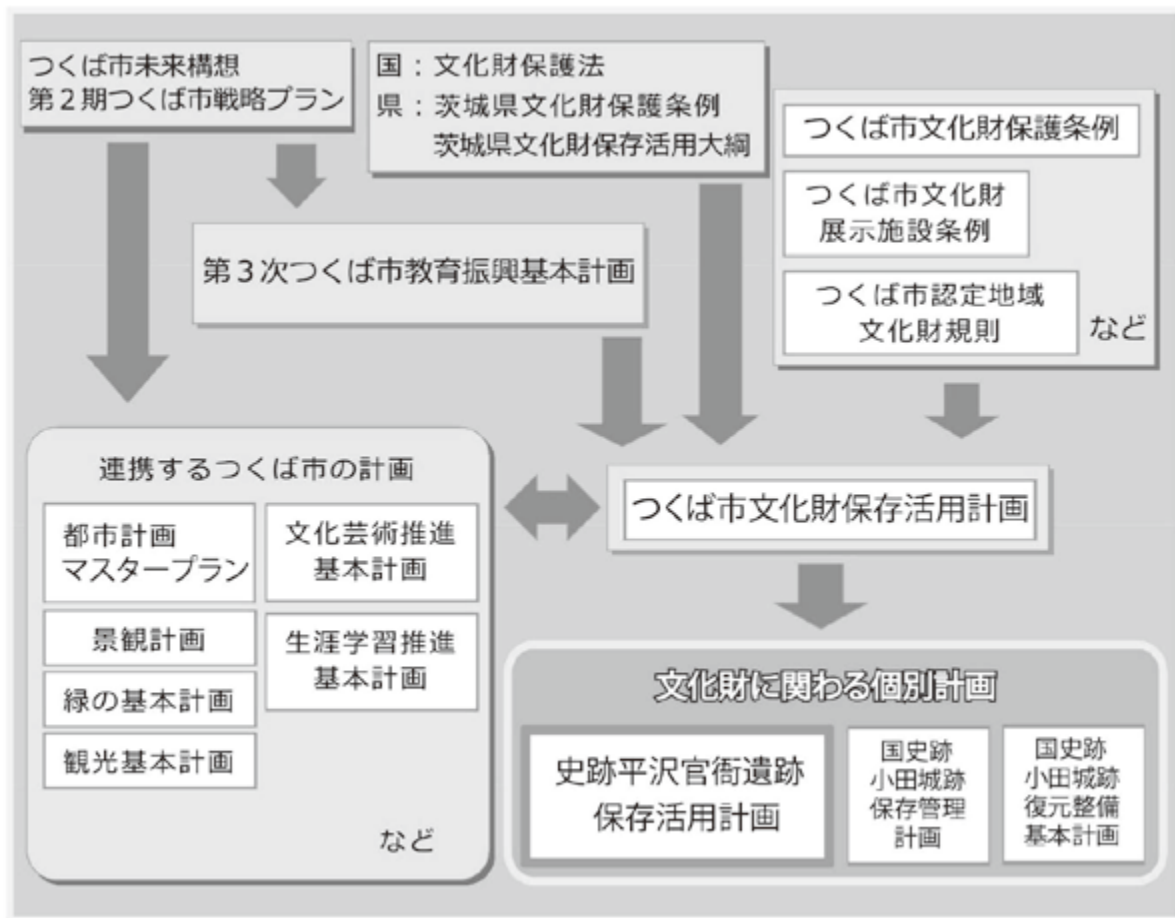 つくば市未来構想
第2期つくば市戦略プラン
国：文化財保護法
県：茨城県文化財保護条例
茨城県文化財保存活用大綱
つくば市文化財保護条例
つくば市文化財
展示施設条例
つくば市認定地域
文化財規則
など
第3次つくば市教育振興基本計画
連携するつくば市の計画
都市計画
マスタープラン
景観計画
緑の基本計画
観光基本計画
文化芸術推進
基本計画
生涯学習推進
基本計画
など
つくば市文化財保存活用計画
文化財に関わる個別計画
史跡平沢官衙遺跡
保存活用計画
国史跡
小田城跡
保存管理
計画
国史跡
小田城跡
復元整備
基本計画